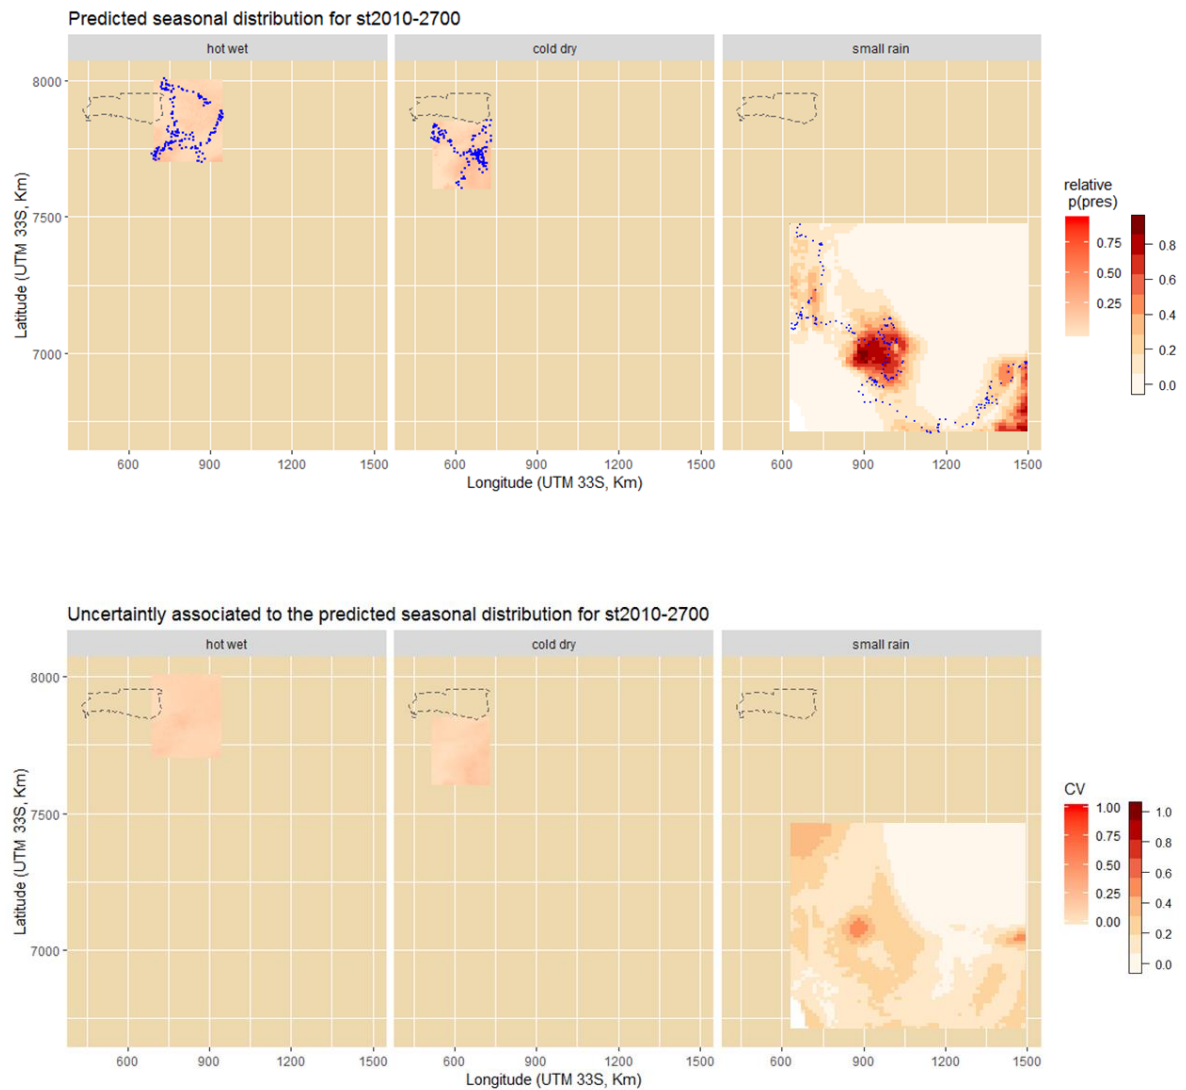 Predicted seasonal distribution for st2010-2700
hot wet
cold dry
small rain
8000
7500
7000
Latitude (UTM 33S, Km)
600 900 1200 1500
600 900 1200 1500
600 900 1200 1500
Longitude (UTM 33S, Km)
relative
p(pres)
0.75
0.50
0.25
0.8
0.6
0.4
0.2
0.0
Uncertaintly associated to the predicted seasonal distribution for st2010-2700
hot wet
cold dry
small rain
8000
7500
7000
Latitude (UTM 33S, Km)
600 900 1200 1500
600 900 1200 1500
600 900 1200 1500
Longitude (UTM 33S, Km)
CV
1.00
0.75
0.50
0.25
0.00
1.0
0.8
0.6
0.4
0.2
0.0